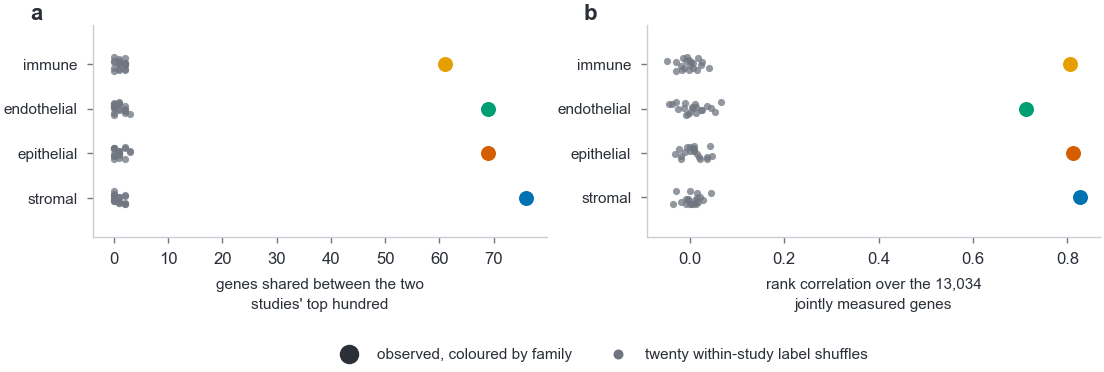 a
immune
endothelial
epithelial
stromal
0 10 20 30 40 50 60 70
genes shared between the two
studies' top hundred
b
immune
endothelial
epithelial
stromal
0.0 0.2 0.4 0.6 0.8
rank correlation over the 13,034
jointly measured genes
observed, coloured by family
twenty within-study label shuffles